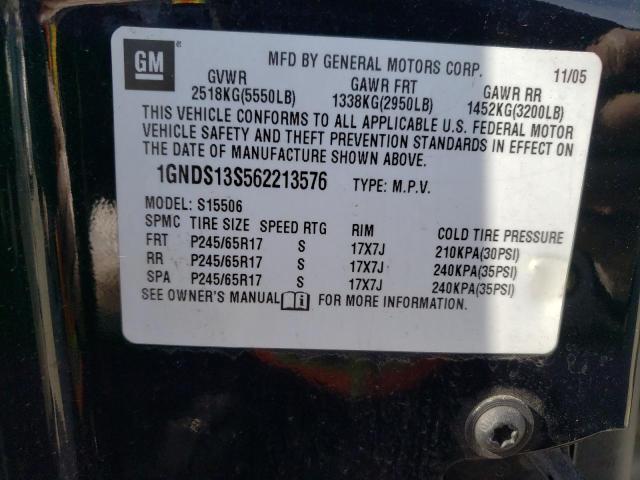 GM
MFD BY GENERAL MOTORS CORP. 11/05
GVWR GAWR FRT GAWR RR
2518KG(5550LB) 1338KG(2950LB) 1452KG(3200LB)
THIS VEHICLE CONFORMS TO ALL APPLICABLE U.S. FEDERAL MOTOR
VEHICLE SAFETY AND THEFT PREVENTION STANDARDS IN EFFECT ON
THE DATE OF MANUFACTURE SHOWN ABOVE.
1GNDS13S562213576 TYPE: M.P.V.
MODEL: S15506
SPMC TIRE SIZE SPEED RTG RIM COLD TIRE PRESSURE
FRT P245/65R17 S 17X7J 210KPA(30PSI)
RR P245/65R17 S 17X7J 240KPA(35PSI)
SPA P245/65R17 S 17X7J 240KPA(35PSI)
SEE OWNER'S MANUAL FOR MORE INFORMATION.